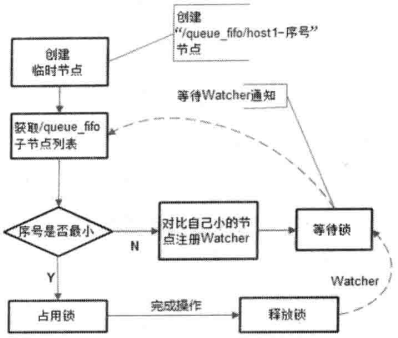 创建
临时节点
创建
“/queue_fifo/host1-序号”
节点
获取/queue_fifo
子节点列表
等待Watcher通知
序号是否最小
N
对比自己小的节
点注册Watcher
等待锁
Y
Watcher
占用锁
完成操作
释放锁